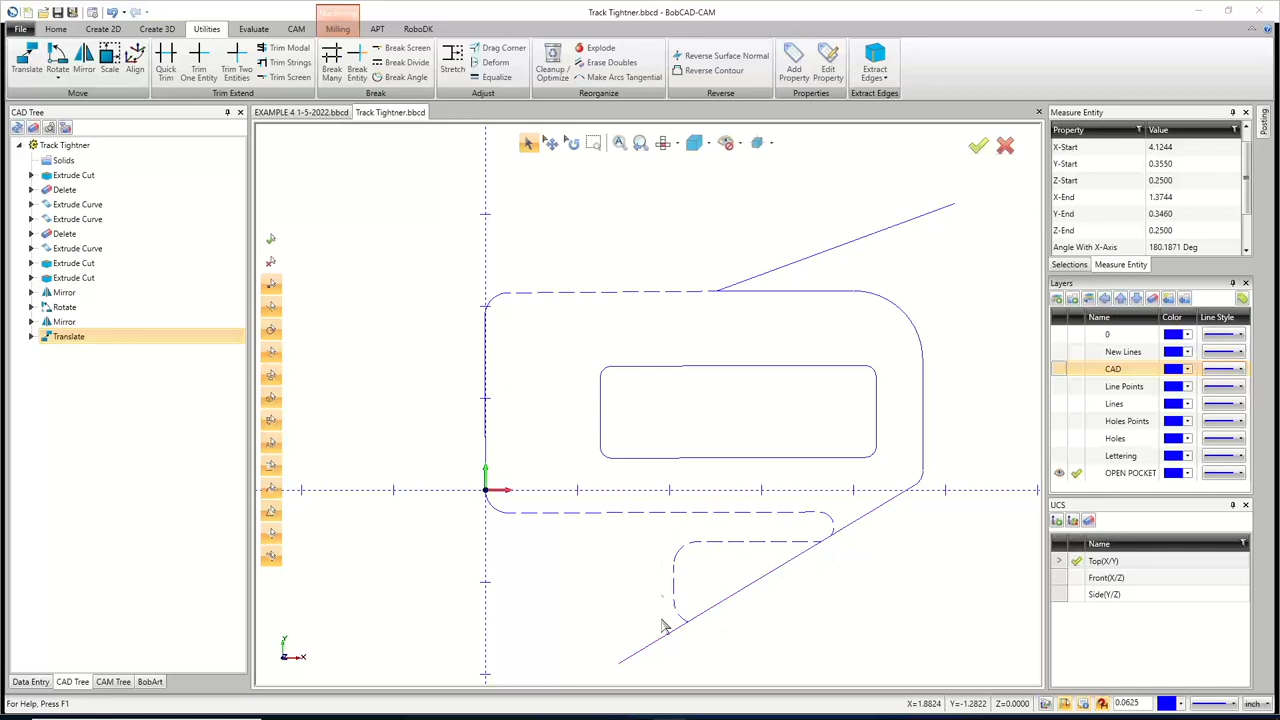 Track Tightner.bbcd - BobCAD-CAM
Machining
File Home Create 2D Create 3D Utilities Evaluate CAM Milling APT RoboDK
Translate Rotate Mirror Scale Align
Move
Quick Trim
Trim One Entity
Trim Two Entities
Trim Modal
Trim Strings
Trim Screen
Trim Extend
Break Many
Break Entity
Break Screen
Break Divide
Break Angle
Break
Stretch
Drag Corner
Deform
Equalize
Adjust
Cleanup / Optimize
Explode
Erase Doubles
Make Arcs Tangential
Reorganize
Reverse Surface Normal
Reverse Contour
Reverse
Add Property
Edit Property
Properties
Extract Edges
Extract Edges
CAD Tree
EXAMPLE 4 1-5-2022.bbcd Track Tightner.bbcd
Track Tightner
Solids
Extrude Cut
Delete
Extrude Curve
Extrude Curve
Delete
Extrude Curve
Extrude Cut
Extrude Cut
Mirror
Rotate
Mirror
Translate
Y
Z X
Measure Entity
Property Value
X-Start 4.1244
Y-Start 0.3550
Z-Start 0.2500
X-End 1.3744
Y-End 0.3460
Z-End 0.2500
Angle With X-Axis 180.1871 Deg
Selections Measure Entity
Posting
Layers
Name Color Line Style
0
New Lines
CAD
Line Points
Lines
Holes Points
Holes
Lettering
OPEN POCKET
UCS
Name
Top(X/Y)
Front(X/Z)
Side(Y/Z)
Data Entry CAD Tree CAM Tree BobArt
For Help, Press F1
X=1.8824 Y=-1.2822 Z=0.0000 0.0625 inch